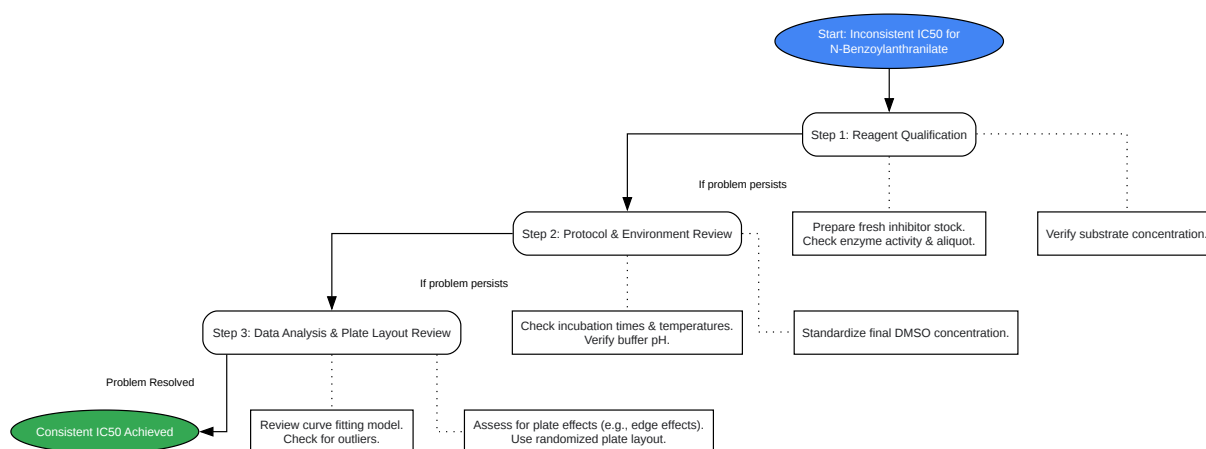 Start: Inconsistent IC50 for
N-Benzoylanthranilate
Step 1: Reagent Qualification
If problem persists
Prepare fresh inhibitor stock.
Check enzyme activity & aliquot.
Verify substrate concentration.
Step 2: Protocol & Environment Review
If problem persists
Check incubation times & temperatures.
Verify buffer pH.
Standardize final DMSO concentration.
Step 3: Data Analysis & Plate Layout Review
Problem Resolved
Consistent IC50 Achieved
Review curve fitting model.
Check for outliers.
Assess for plate effects (e.g., edge effects).
Use randomized plate layout.